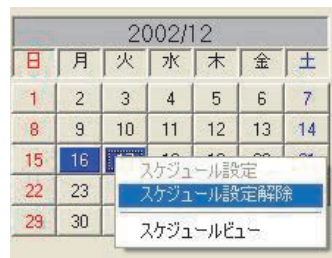 2002/12
日 月 火 水 木 金 土
1 2 3 4 5 6 7
8 9 10 11 12 13 14
15 16
スケジュール設定
22 23 スケジュール設定解除
29 30
スケジュールビュー